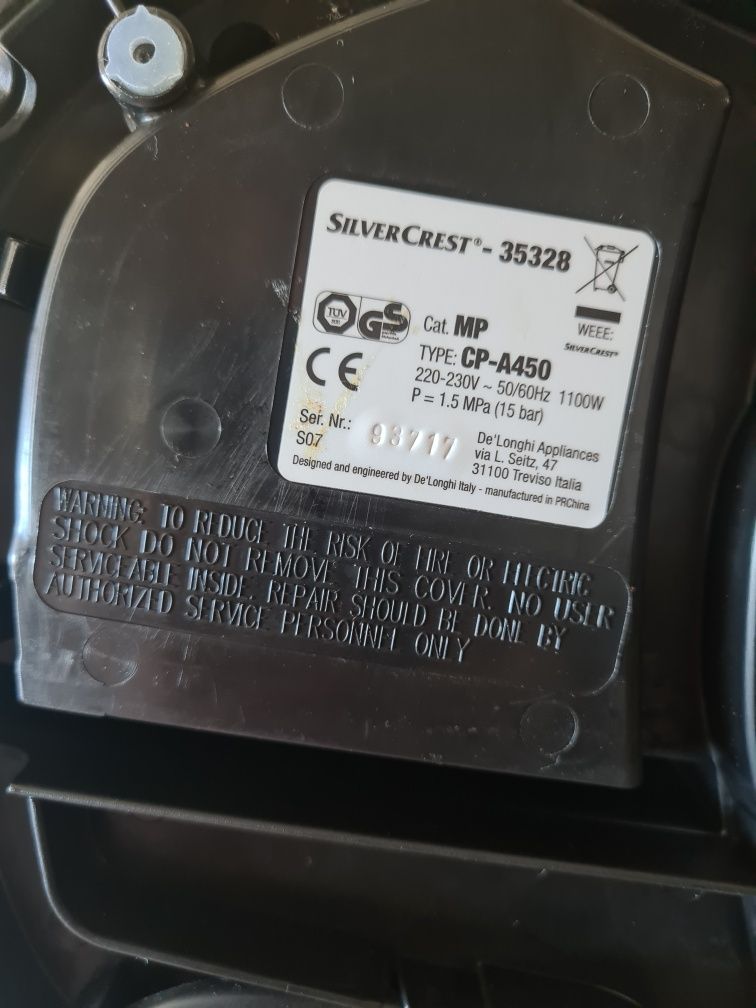 SILVERCREST® - 35328
WEEE:
SILVERCREST®
TÜV
GS
CE
Cat. MP
TYPE: CP-A450
220-230V ~ 50/60Hz 1100W
P = 1.5 MPa (15 bar)
Ser. Nr.:
S07
93717
De'Longhi Appliances
via L. Seitz, 47
31100 Treviso Italia
Designed and engineered by De'Longhi Italy - manufactured in PRChina
WARNING: TO REDUCE THE RISK OF FIRE OR ELECTRIC
SHOCK DO NOT REMOVE THIS COVER. NO USER
SERVICEABLE INSIDE. REPAIR SHOULD BE DONE BY
AUTHORIZED SERVICE PERSONNEL ONLY